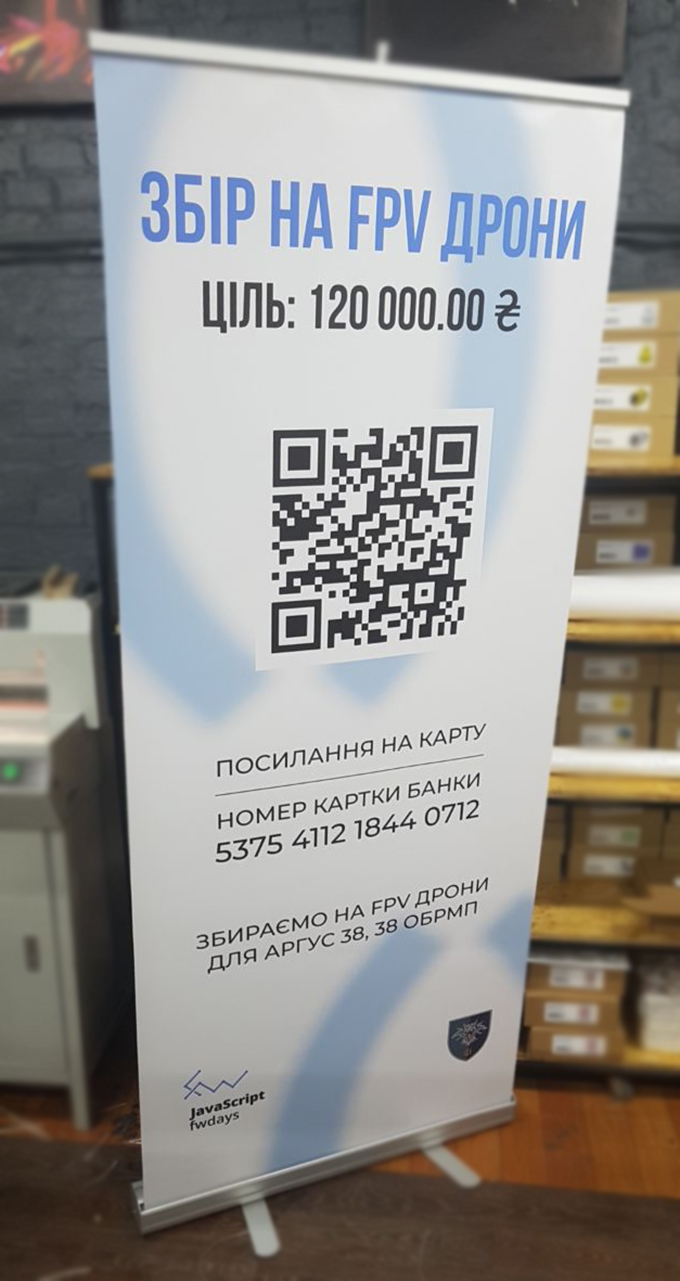 ЗБІР НА FPV ДРОНИ
ЦІЛЬ: 120 000.00 ₴
ПОСИЛАННЯ НА КАРТУ
НОМЕР КАРТКИ БАНКИ
5375 4112 1844 0712
ЗБИРАЄМО НА FPV ДРОНИ
ДЛЯ АРГУС 38, 38 ОБРМП
JavaScript
fwdays